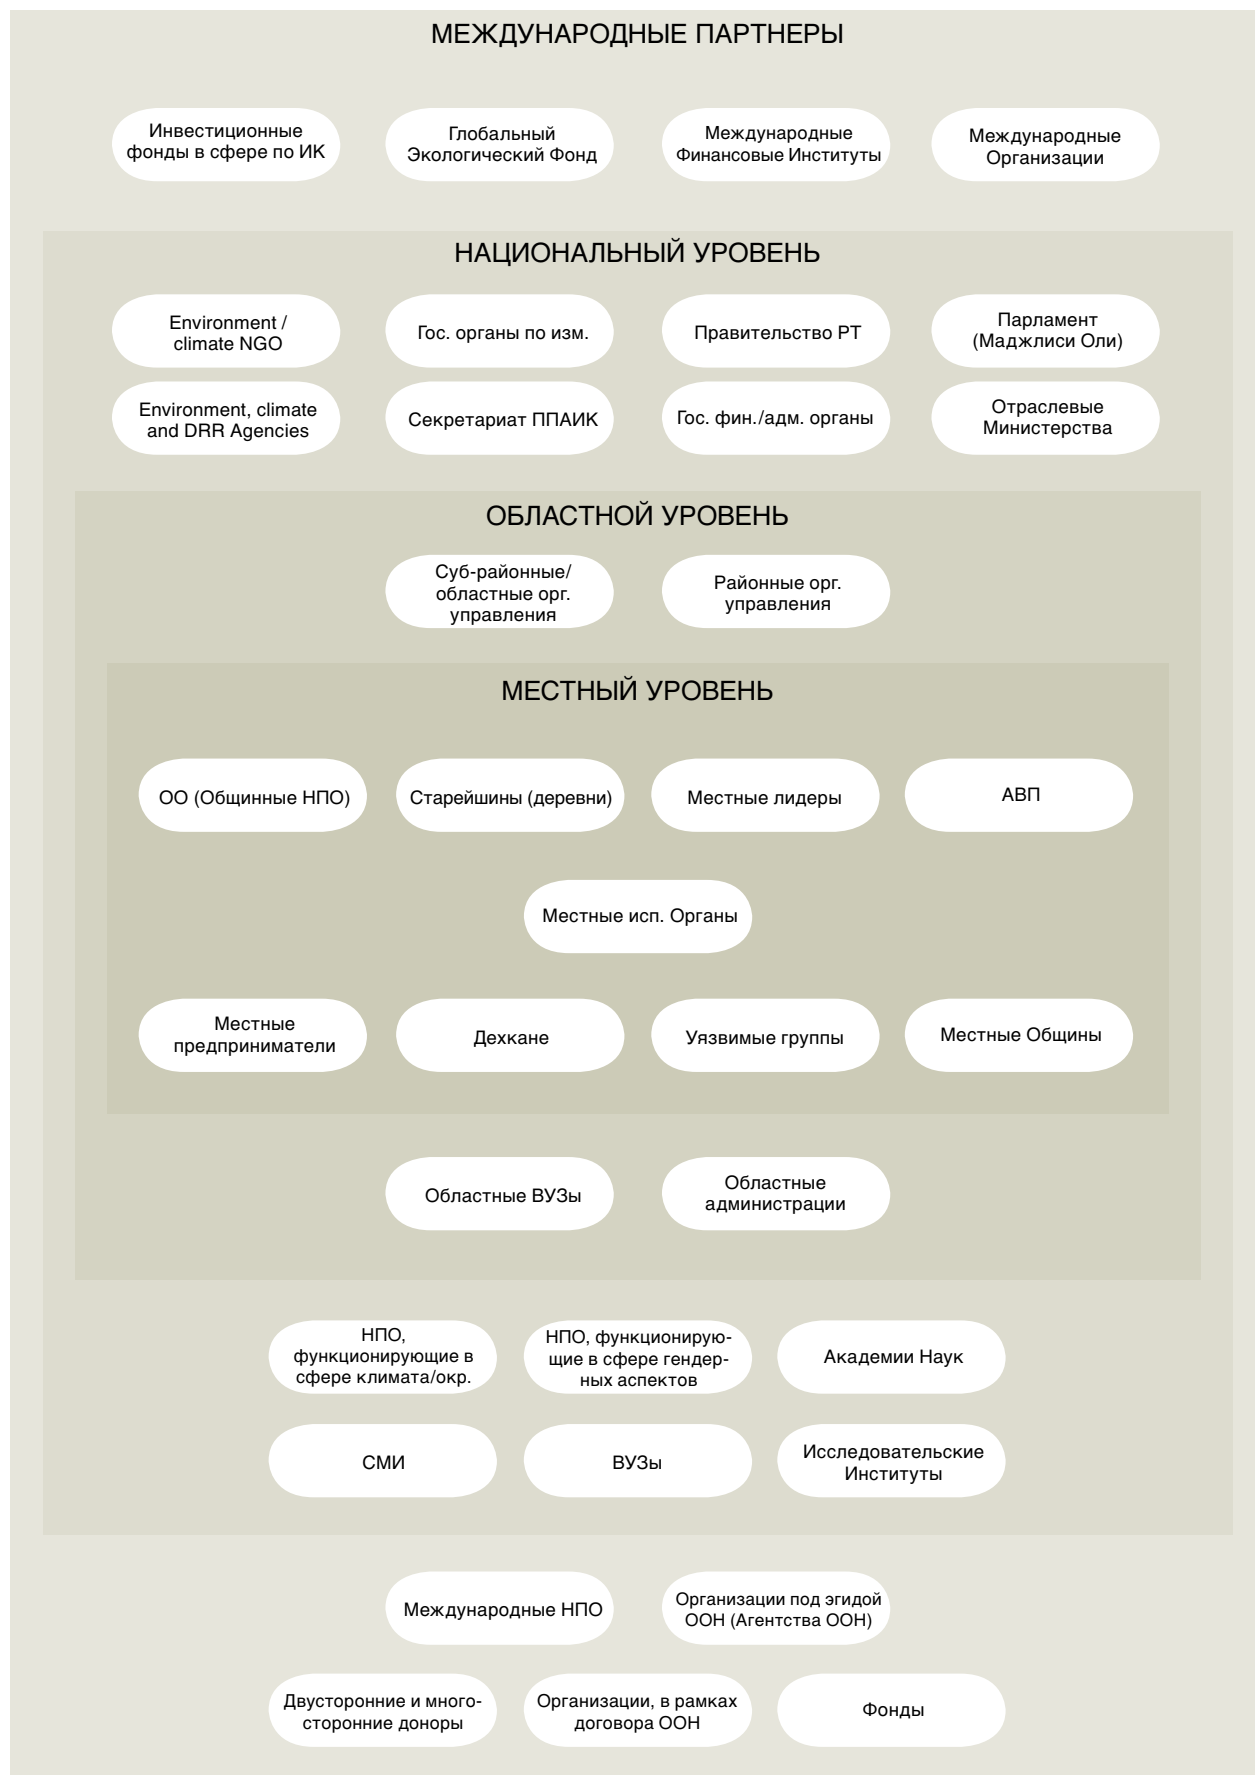 МЕЖДУНАРОДНЫЕ ПАРТНЕРЫ
Инвестиционные
фонды в сфере по ИК
Глобальный
Экологический Фонд
Международные
Финансовые Институты
Международные
Организации
НАЦИОНАЛЬНЫЙ УРОВЕНЬ
Environment /
climate NGO
Гос. органы по изм.
Правительство РТ
Парламент
(Маджлиси Оли)
Environment, climate
and DRR Agencies
Секретариат ППАИК
Гос. фин./адм. органы
Отраслевые
Министерства
ОБЛАСТНОЙ УРОВЕНЬ
Суб-районные/
областные орг.
управления
Районные орг.
управления
МЕСТНЫЙ УРОВЕНЬ
ОО (Общинные НПО)
Старейшины (деревни)
Местные лидеры
АВП
Местные исп. Органы
Местные
предприниматели
Дехкане
Уязвимые группы
Местные Общины
Областные ВУЗы
Областные
администрации
НПО,
функционирующие в
сфере климата/окр.
НПО, функционирую-
щие в сфере гендер-
ных аспектов
Академии Наук
СМИ
ВУЗы
Исследовательские
Институты
Международные НПО
Организации под эгидой
ООН (Агентства ООН)
Двусторонние и много-
сторонние доноры
Организации, в рамках
договора ООН
Фонды